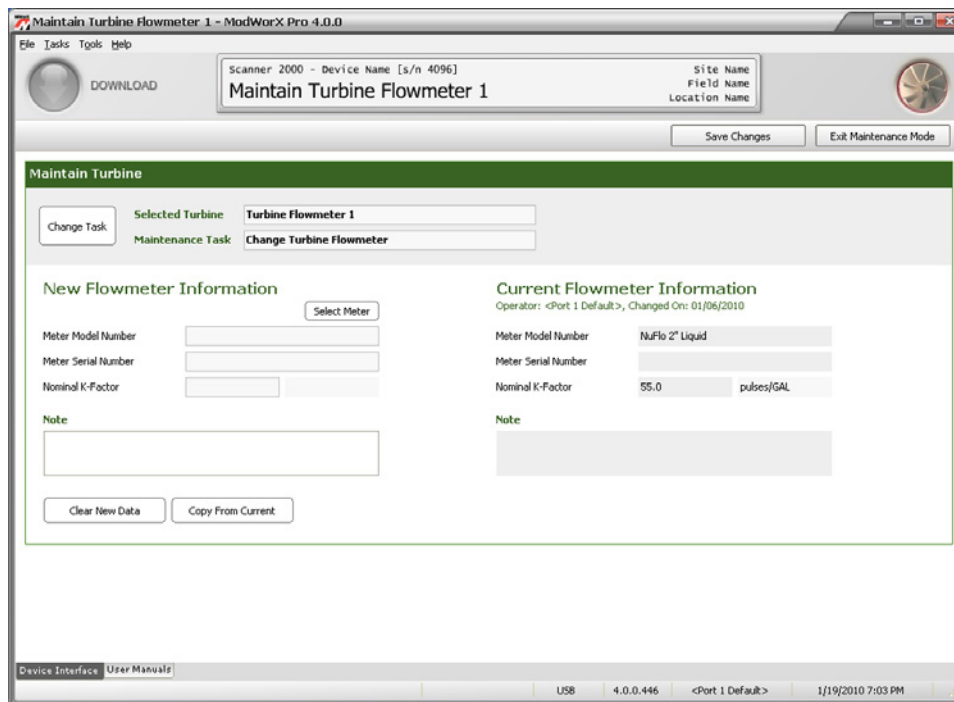 Maintain Turbine Flowmeter 1 - ModWorX Pro 4.0.0
File Tasks Tools Help
DOWNLOAD
Scanner 2000 - Device Name [s/n 4096]
Maintain Turbine Flowmeter 1
Site Name
Field Name
Location Name
Save Changes
Exit Maintenance Mode
Maintain Turbine
Change Task
Selected Turbine Turbine Flowmeter 1
Maintenance Task Change Turbine Flowmeter
New Flowmeter Information
Select Meter
Meter Model Number
Meter Serial Number
Nominal K-Factor
Note
Clear New Data
Copy From Current
Current Flowmeter Information
Operator: <Port 1 Default>, Changed On: 01/06/2010
Meter Model Number NuFlo 2" Liquid
Meter Serial Number
Nominal K-Factor 55.0 pulses/GAL
Note
Device Interface User Manuals
USB 4.0.0.446 <Port 1 Default> 1/19/2010 7:03 PM